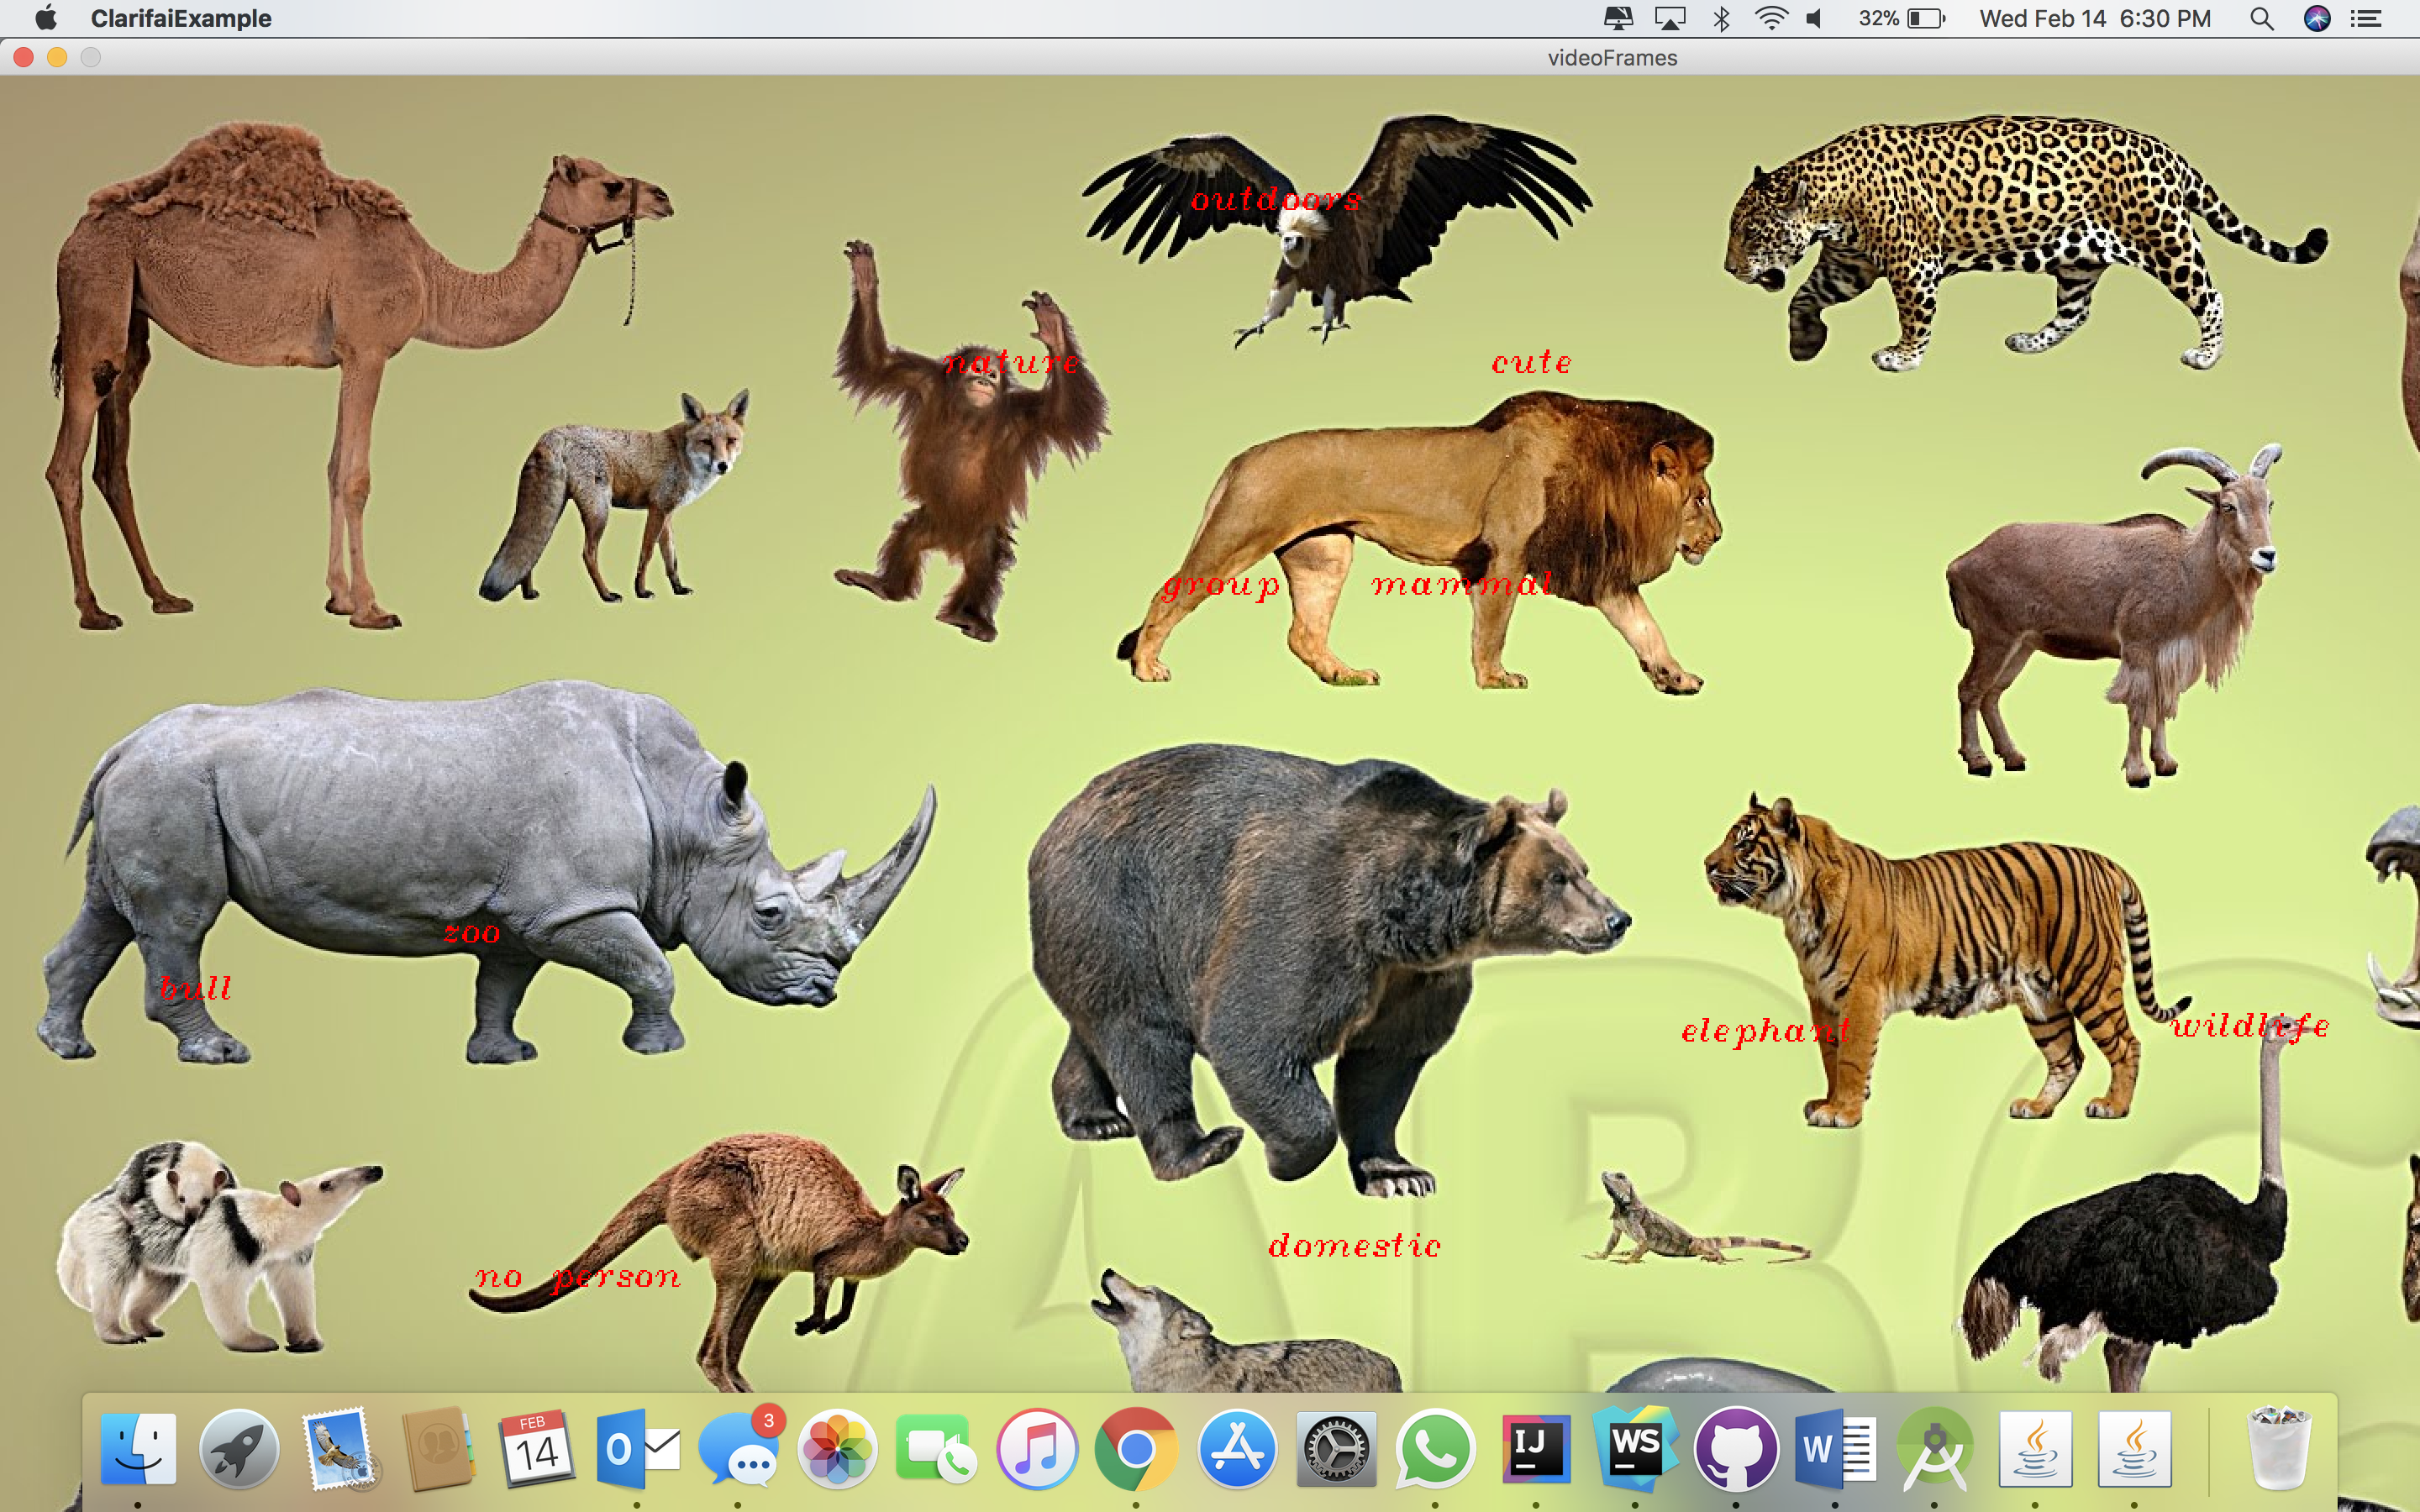 ClarifaiExample 32% Wed Feb 14 6:30 PM
videoFrames
outdoors
nature cute
group mammal
zoo
bull
elephant wildlife
domestic
no person
ABC
FEB
14
O
3
IJ
WS
W